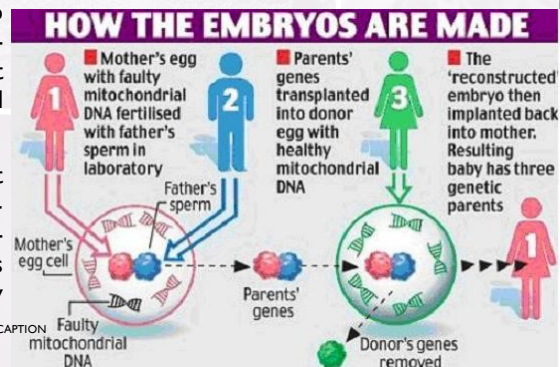 HOW THE EMBRYOS ARE MADE
1
Mother's egg
with faulty
mitochondrial
DNA fertilised
with father's
sperm in
laboratory
2
Parents'
genes
transplanted
into donor
egg with
healthy
mitochondrial
DNA
3
The
'reconstructed'
embryo then
implanted back
into mother.
Resulting
baby has three
genetic
parents
1
Father's
sperm
Mother's
egg cell
Parents'
genes
CAPTION
Faulty
mitochondrial
DNA
Donor's genes
removed